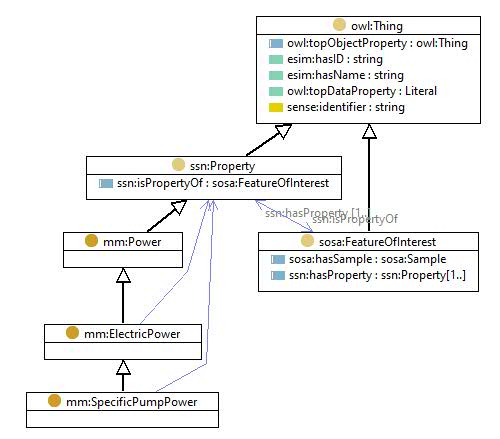 owl:Thing
owl:topObjectProperty : owl:Thing
esim:hasID : string
esim:hasName : string
owl:topDataProperty : Literal
sense:identifier : string
ssn:Property
ssn:isPropertyOf : sosa:FeatureOfInterest
ssn:hasProperty [1..]
ssn:isPropertyOf
mm:Power
sosa:FeatureOfInterest
sosa:hasSample : sosa:Sample
ssn:hasProperty : ssn:Property[1..]
mm:ElectricPower
mm:SpecificPumpPower